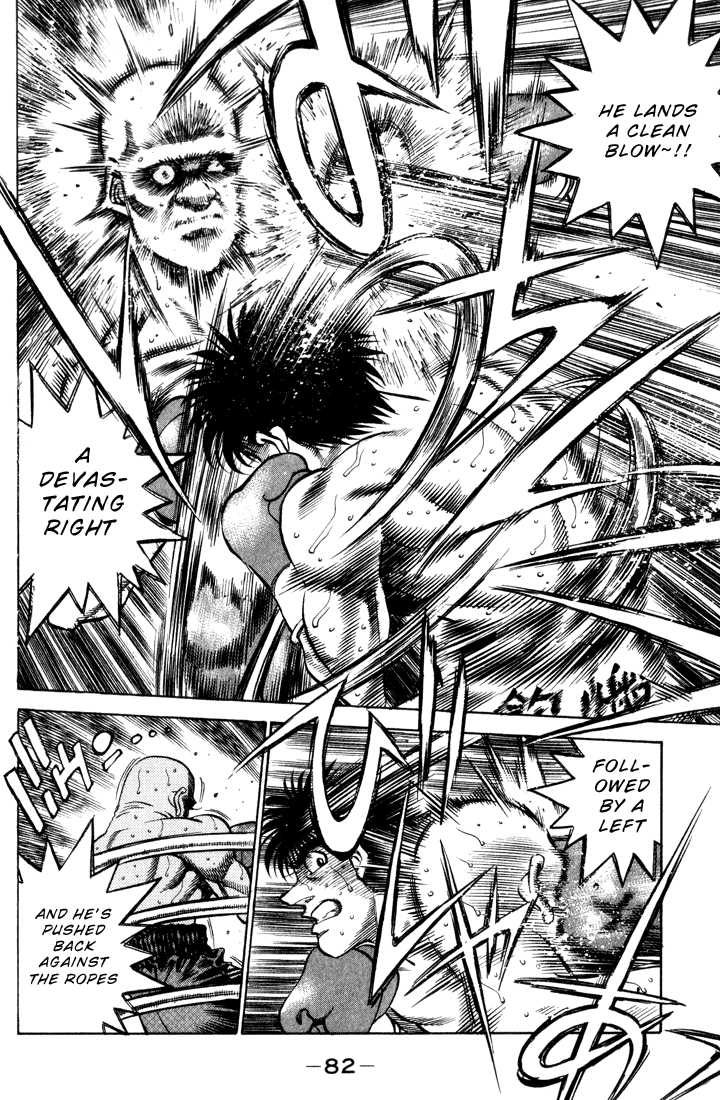 HE LANDS
A CLEAN
BLOW~!!
A
DEVAS-
TATING
RIGHT
FOLL-
OWED
BY A
LEFT
AND HE'S
PUSHED
BACK
AGAINST
THE ROPES
-82-